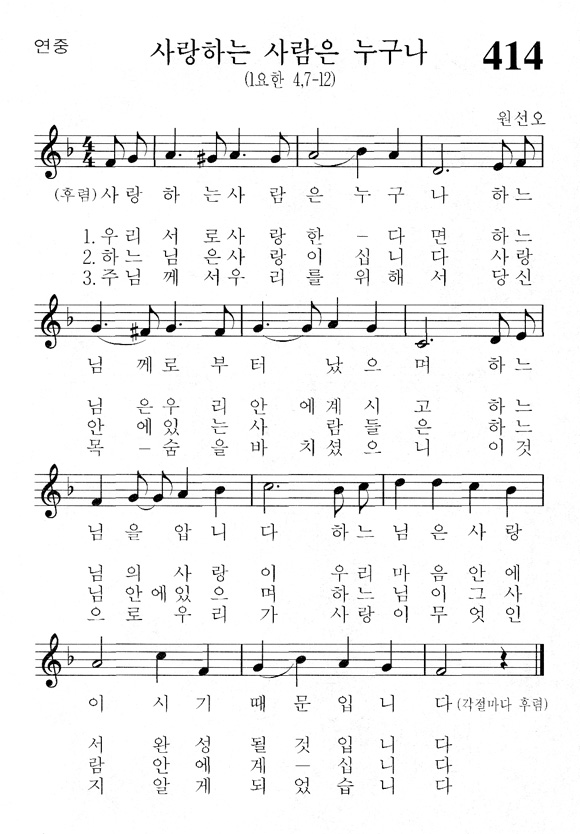 연중 사랑하는 사람은 누구나 414
(1요한 4,7-12)
원선오
(후렴)사 랑 하 는 사 람 은 누 구 나 하 느
1.우 리 서 로 사 랑 한 - 다 면 하 느
2.하 느 님 은 사 랑 이 십 니 다 사 랑
3.주 님 께 서 우 리 를 위 해 서 당 신
님 께 로 부 터 났 으 며 하 느
님 은 우 리 안 에 계 시 고 하 느
안 에 있 는 사 람 들 은 하 느
목 - 숨 을 바 치 셨 으 니 이 것
님 을 압 니 다 하 느 님 은 사 랑
님 의 사 랑 이 우 리 마 음 안 에
님 안 에 있 으 며 하 느 님 이 그 사
으 로 우 리 가 사 랑 이 무 엇 인
이 시 기 때 문 입 니 다 (각절마다 후렴)
서 완 성 될 것 입 니 다
람 안 에 계 - 십 니 다
지 알 게 되 었 습 니 다